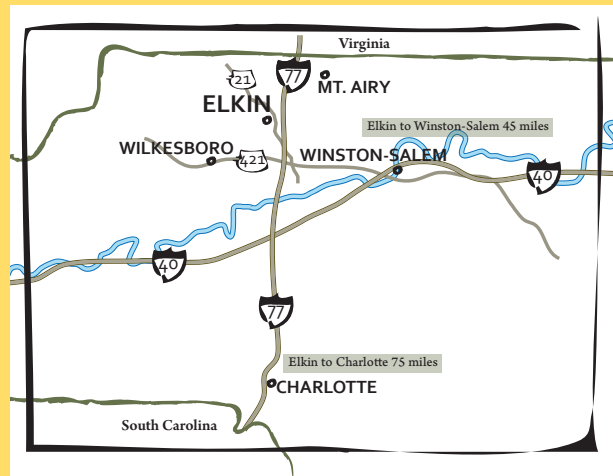 Virginia
77
21
MT. AIRY
ELKIN
Elkin to Winston-Salem 45 miles
WILKESBORO
421
WINSTON-SALEM
40
40
77
Elkin to Charlotte 75 miles
CHARLOTTE
South Carolina